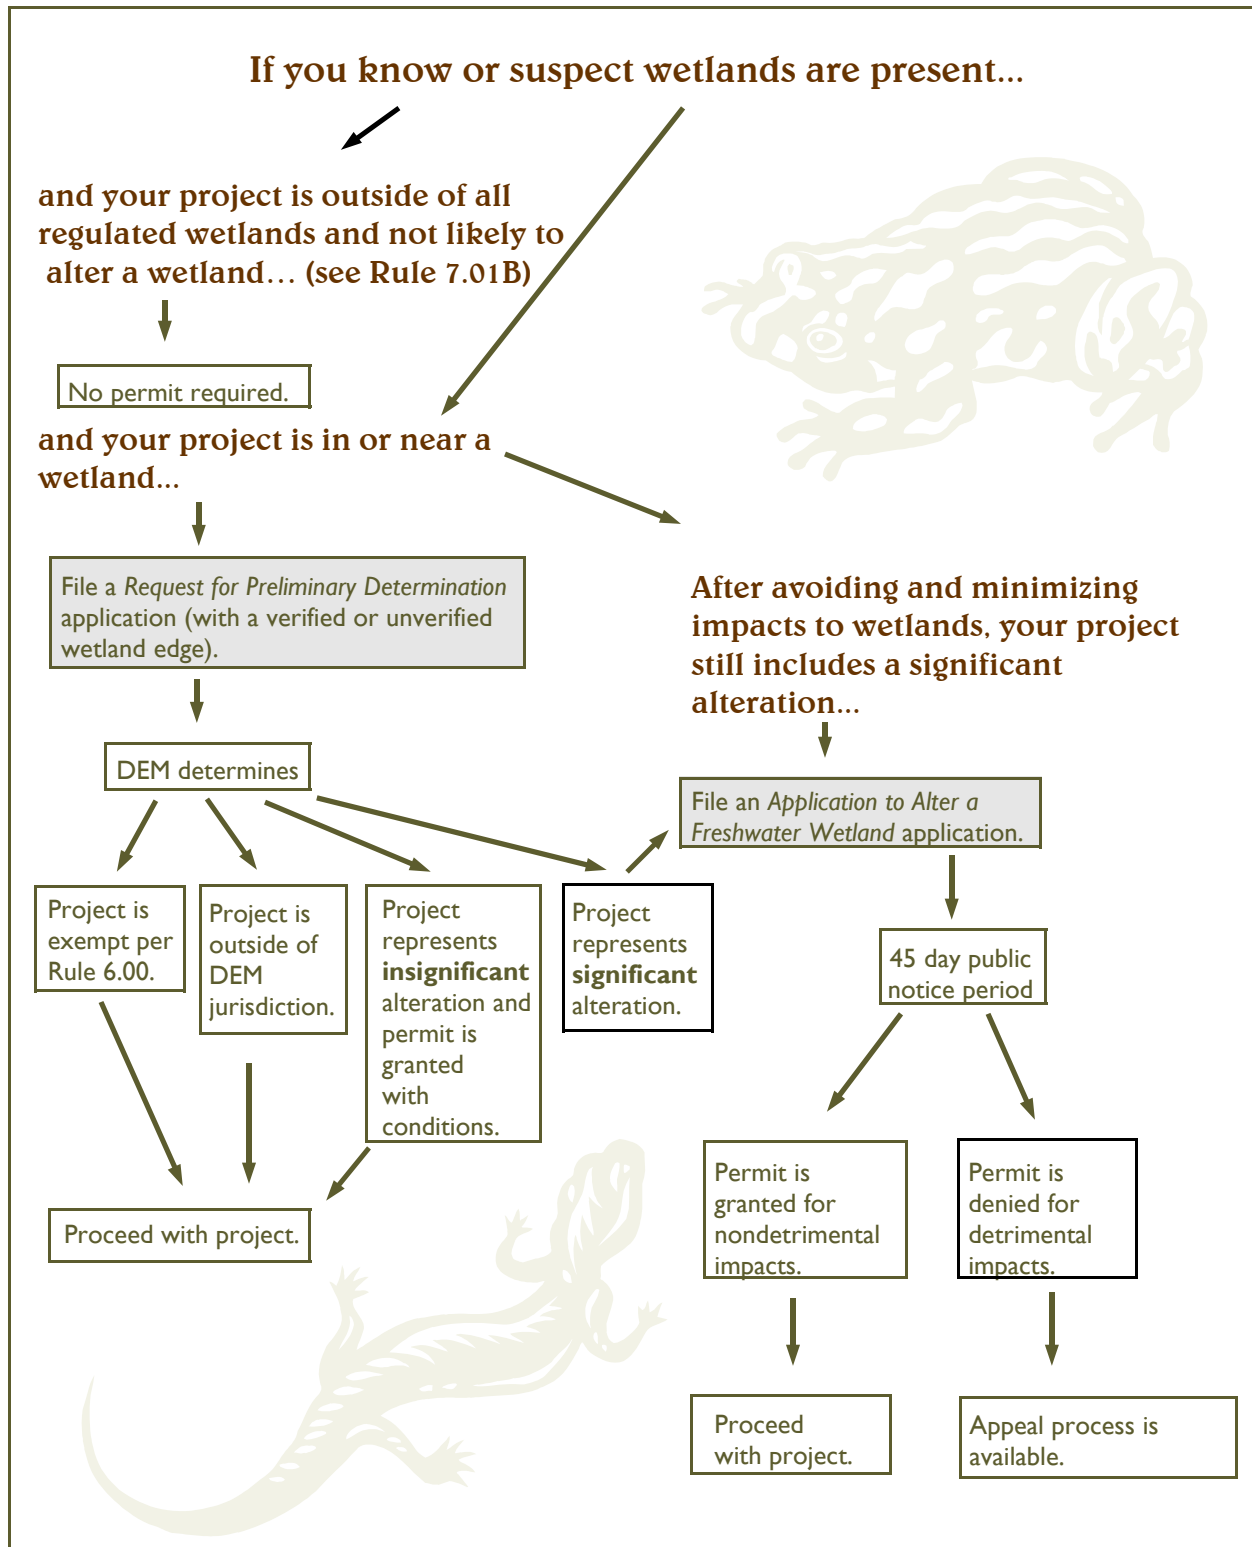 If you know or suspect wetlands are present...
and your project is outside of all
regulated wetlands and not likely to
alter a wetland... (see Rule 7.01B)
No permit required.
and your project is in or near a
wetland...
File a Request for Preliminary Determination
application (with a verified or unverified
wetland edge).
After avoiding and minimizing
impacts to wetlands, your project
still includes a significant
alteration...
DEM determines
File an Application to Alter a
Freshwater Wetland application.
Project is
exempt per
Rule 6.00.
Project is
outside of
DEM
jurisdiction.
Project
represents
insignificant
alteration and
permit is
granted
with
conditions.
Project
represents
significant
alteration.
45 day public
notice period
Proceed with project.
Permit is
granted for
nondetrimental
impacts.
Permit is
denied for
detrimental
impacts.
Proceed
with project.
Appeal process is
available.